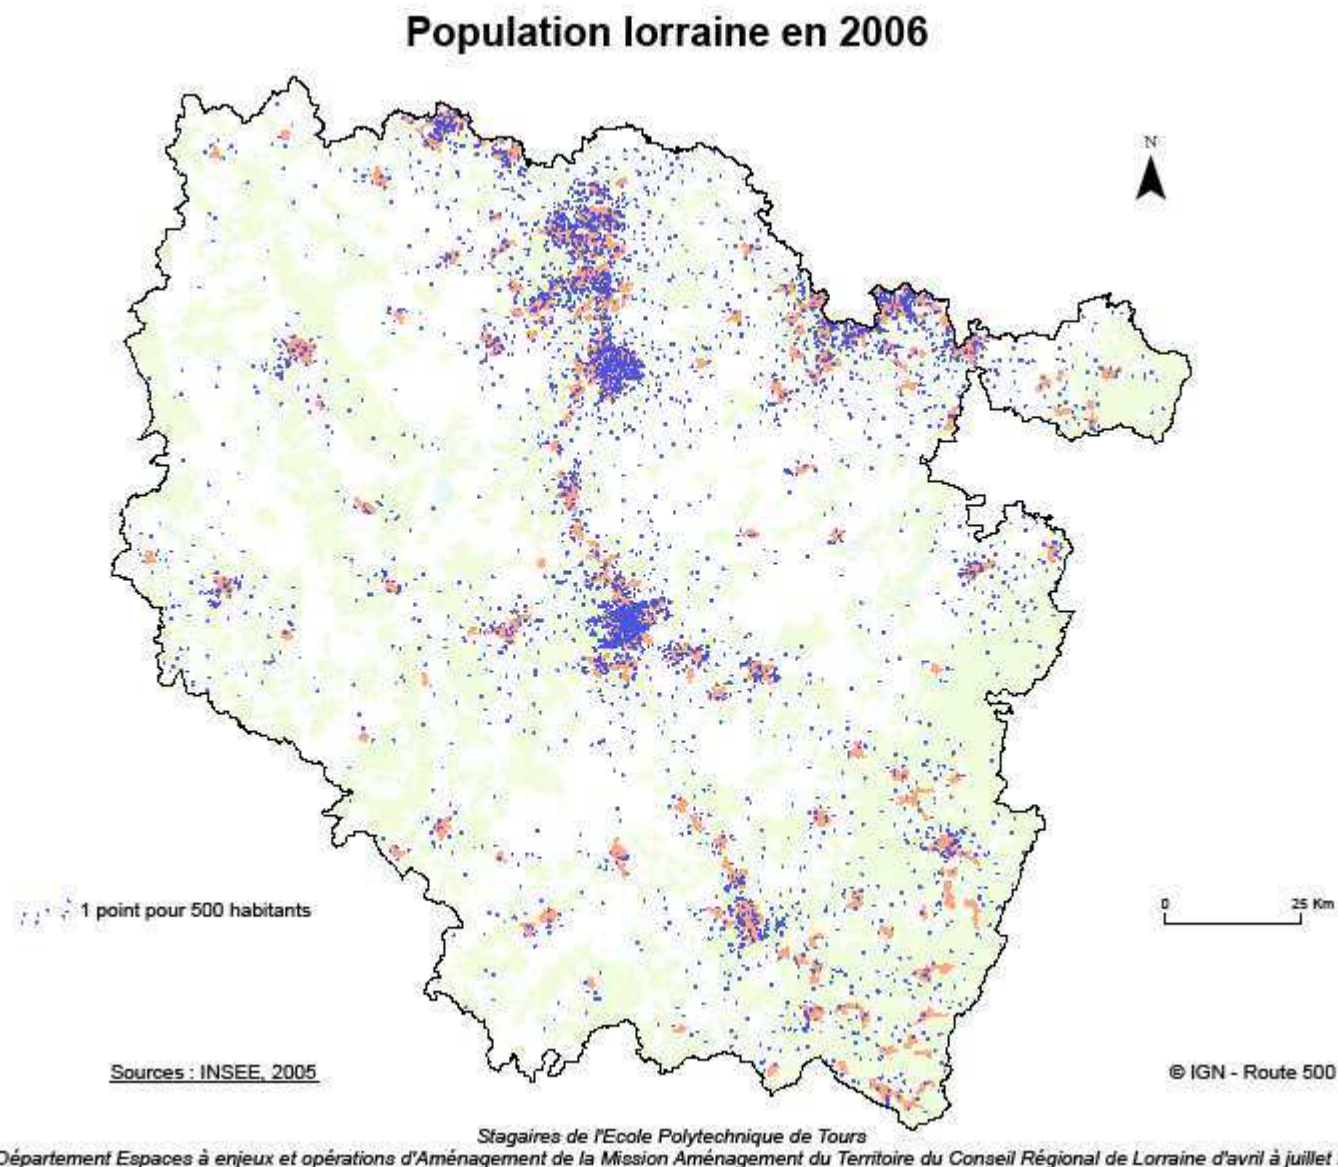 Population lorraine en 2006
N
1 point pour 500 habitants
0 25 Km
Sources : INSEE, 2005
© IGN - Route 500
Stagaires de l'Ecole Polytechnique de Tours
Département Espaces à enjeux et opérations d'Aménagement de la Mission Aménagement du Territoire du Conseil Régional de Lorraine d'avril à juillet